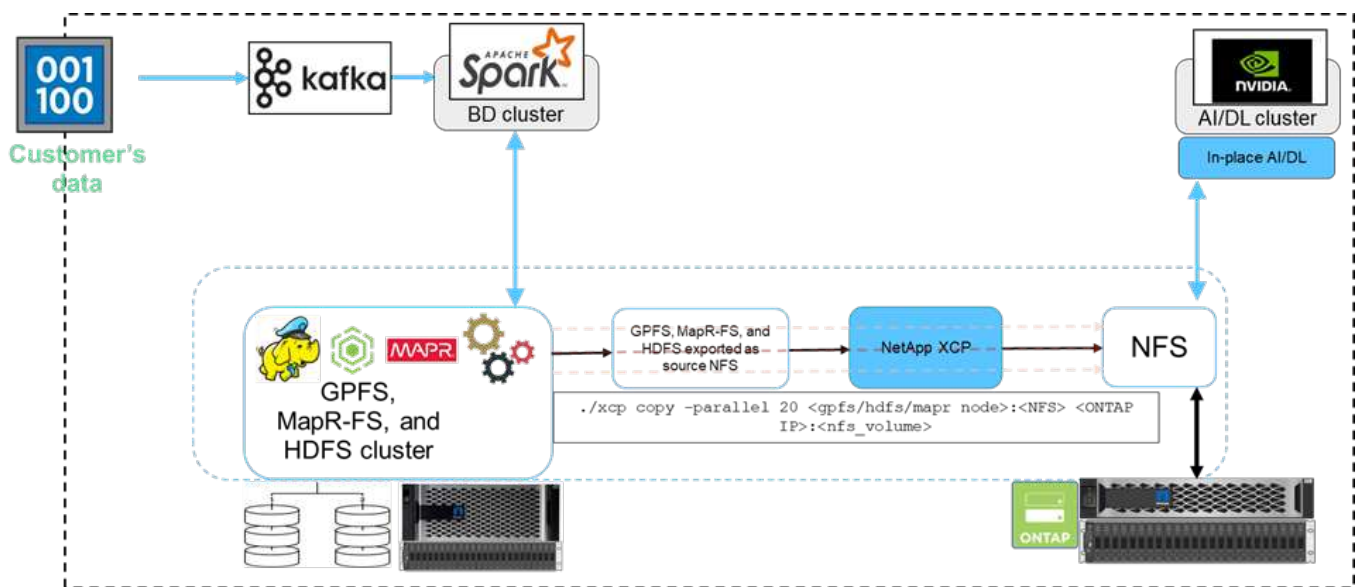 001
100
Customer's
data
kafka
APACHE
Spark
BD cluster
NVIDIA.
AI/DL cluster
In-place AI/DL
MAPR
GPFS,
MapR-FS, and
HDFS cluster
GPFS, MapR-FS, and
HDFS exported as
source NFS
NetApp XCP
NFS
./xcp copy -parallel 20 <gpfs/hdfs/mapr node>:<NFS> <ONTAP
IP>:<nfs_volume>
ONTAP